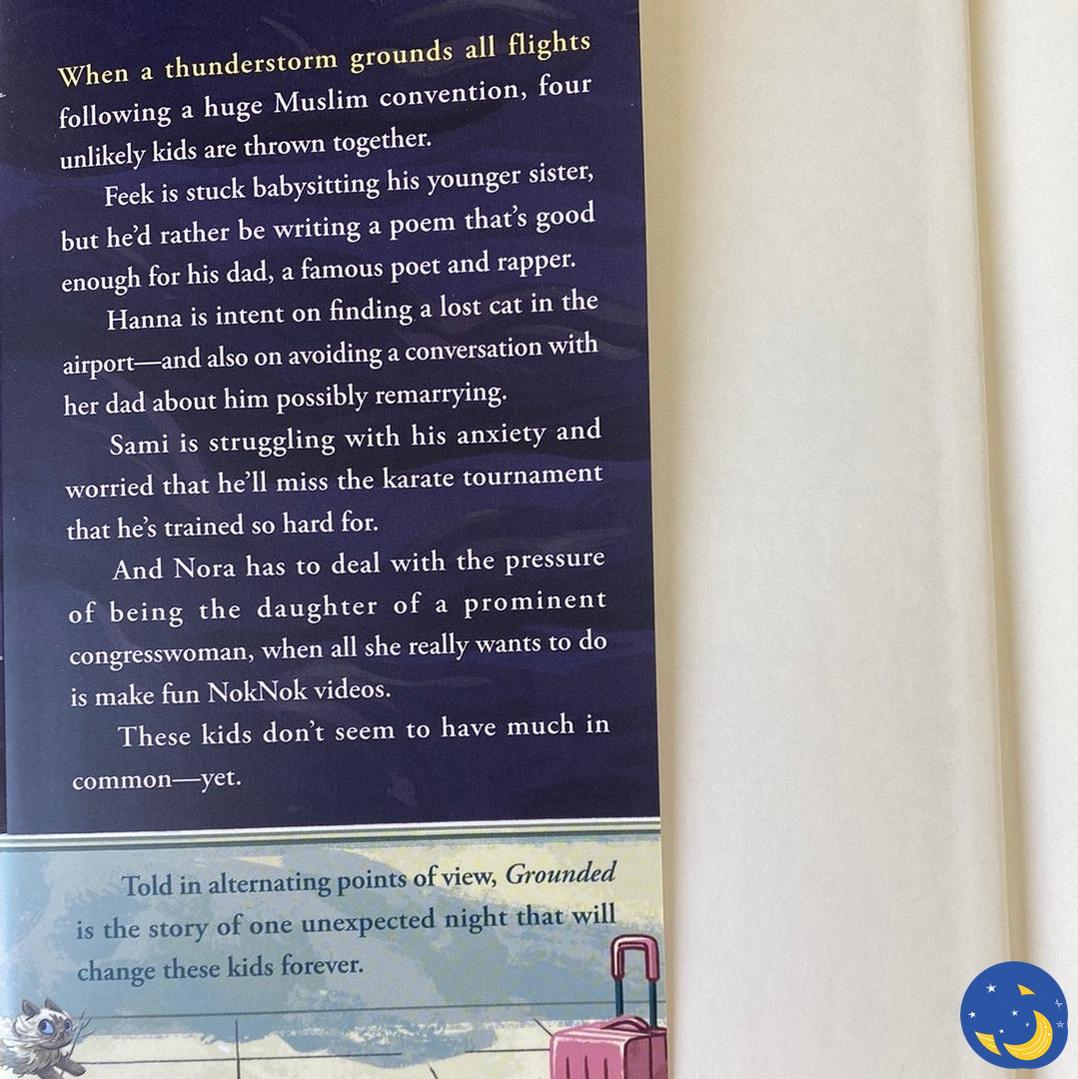 When a thunderstorm grounds all flights
following a huge Muslim convention, four
unlikely kids are thrown together.
Feek is stuck babysitting his younger sister,
but he’d rather be writing a poem that’s good
enough for his dad, a famous poet and rapper.
Hanna is intent on finding a lost cat in the
airport—and also on avoiding a conversation with
her dad about him possibly remarrying.
Sami is struggling with his anxiety and
worried that he’ll miss the karate tournament
that he’s trained so hard for.
And Nora has to deal with the pressure
of being the daughter of a prominent
congresswoman, when all she really wants to do
is make fun NokNok videos.
These kids don’t seem to have much in
common—yet.
Told in alternating points of view, Grounded
is the story of one unexpected night that will
change these kids forever.